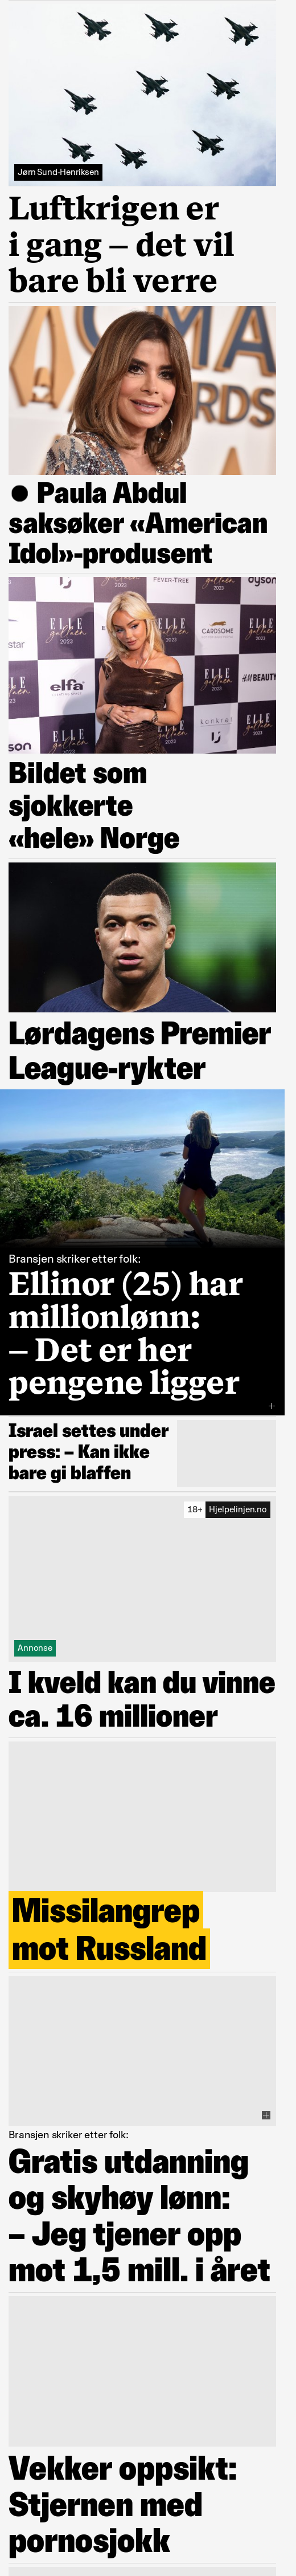 Jørn Sund-Henriksen
Luftkrigen er
i gang – det vil
bare bli verre
MA
ARDS
● Paula Abdul
saksøker «American
Idol»-produsent
FEVER-TREE
dyson
ELLE
gallaen
2023
CARDSOME
star
elfa
H&M BEAUTY
konkret
son
Bildet som
sjokkerte
«hele» Norge
Lørdagens Premier
League-rykter
Bransjen skriker etter folk:
Ellinor (25) har
millionlønn:
– Det er her
pengene ligger
+
Israel settes under
press: – Kan ikke
bare gi blaffen
18+ Hjelpelinjen.no
Annonse
I kveld kan du vinne
ca. 16 millioner
Missilangrep
mot Russland
Bransjen skriker etter folk:
Gratis utdanning
og skyhøy lønn:
– Jeg tjener opp
mot 1,5 mill. i året
Vekker oppsikt:
Stjernen med
pornosjokk